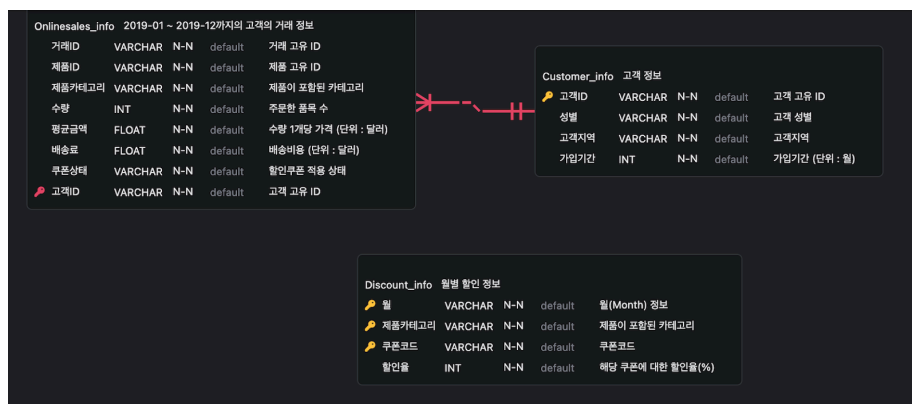 Onlinesales_info 2019-01 ~ 2019-12까지의 고객의 거래 정보
거래ID VARCHAR N-N default 거래 고유 ID
제품ID VARCHAR N-N default 제품 고유 ID
제품카테고리 VARCHAR N-N default 제품이 포함된 카테고리
수량 INT N-N default 주문한 품목 수
평균금액 FLOAT N-N default 수량 1개당 가격 (단위 : 달러)
배송료 FLOAT N-N default 배송비용 (단위 : 달러)
쿠폰상태 VARCHAR N-N default 할인쿠폰 적용 상태
고객ID VARCHAR N-N default 고객 고유 ID
Customer_info 고객 정보
고객ID VARCHAR N-N default 고객 고유 ID
성별 VARCHAR N-N default 고객 성별
고객지역 VARCHAR N-N default 고객지역
가입기간 INT N-N default 가입기간 (단위 : 월)
Discount_info 월별 할인 정보
월 VARCHAR N-N default 월(Month) 정보
제품카테고리 VARCHAR N-N default 제품이 포함된 카테고리
쿠폰코드 VARCHAR N-N default 쿠폰코드
할인율 INT N-N default 해당 쿠폰에 대한 할인율(%)